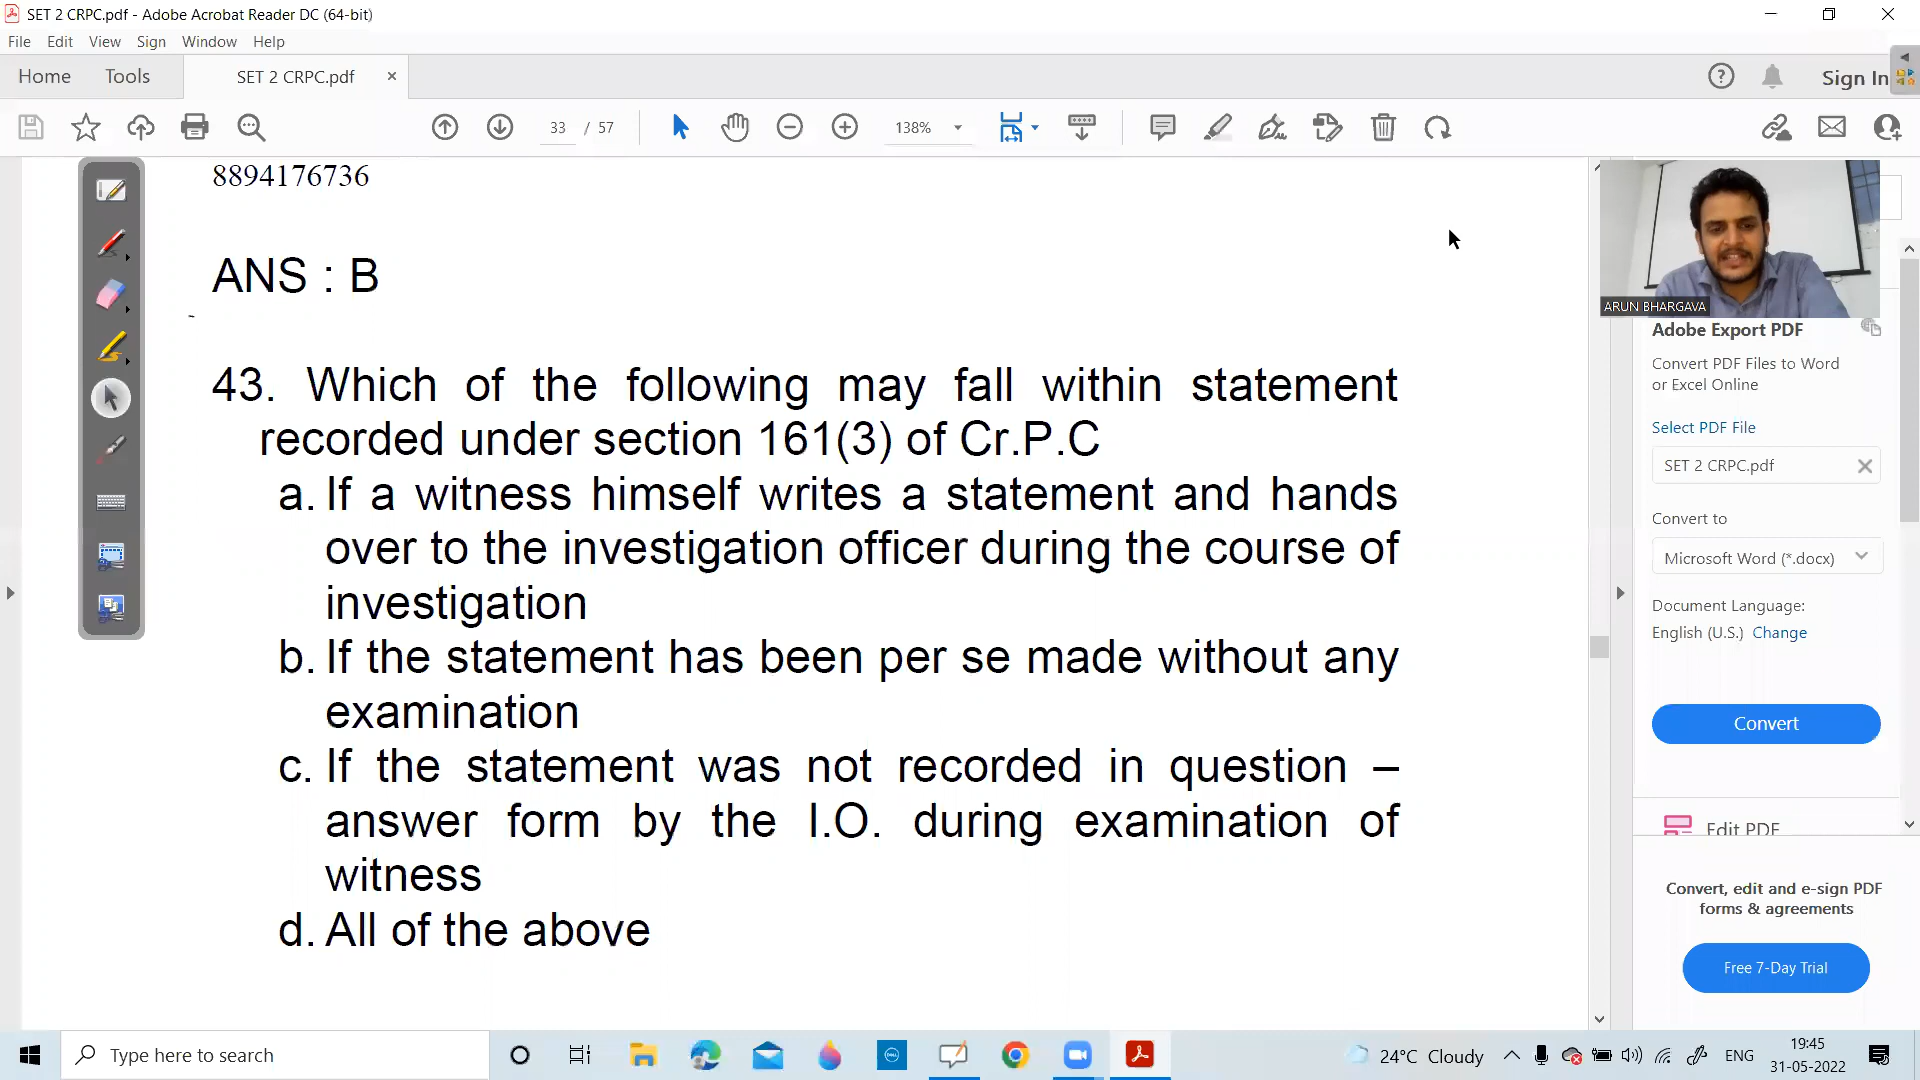 SET 2 CRPC.pdf - Adobe Acrobat Reader DC (64-bit)
File Edit View Sign Window Help
Home Tools SET 2 CRPC.pdf × Sign In
33 / 57 138%
8894176736
ANS : B
43. Which of the following may fall within statement
recorded under section 161(3) of Cr.P.C
a. If a witness himself writes a statement and hands
over to the investigation officer during the course of
investigation
b. If the statement has been per se made without any
examination
c. If the statement was not recorded in question –
answer form by the I.O. during examination of
witness
d. All of the above
ARUN BHARGAVA
Adobe Export PDF
Convert PDF Files to Word
or Excel Online
Select PDF File
SET 2 CRPC.pdf
Convert to
Microsoft Word (*.docx)
Document Language:
English (U.S.) Change
Convert
Edit PDF
Convert, edit and e-sign PDF
forms & agreements
Free 7-Day Trial
Type here to search
DELL
24°C Cloudy
ENG
19:45
31-05-2022